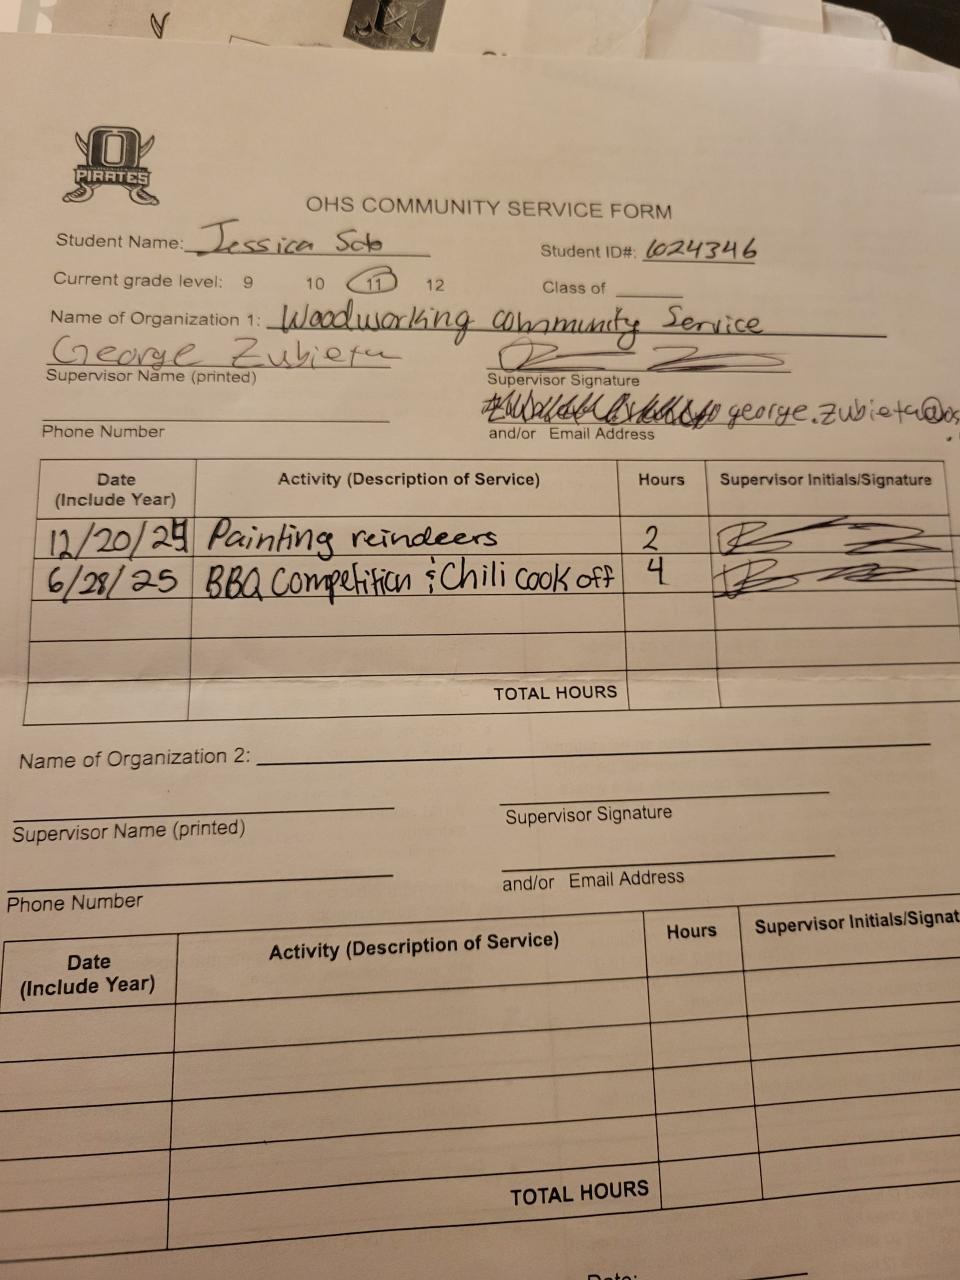 O
PIRATES
OHS COMMUNITY SERVICE FORM
Student Name: Jessica Soto Student ID#: 1024346
Current grade level: 9 10 11 12 Class of
Name of Organization 1: Woodworking community Service
George Zubieta
Supervisor Name (printed) Supervisor Signature
george.zubieta@os
Phone Number and/or Email Address
Date (Include Year) Activity (Description of Service) Hours Supervisor Initials/Signature
12/20/24 Painting reindeers 2
6/28/25 BBQ Competition & Chili cook off 4
TOTAL HOURS
Name of Organization 2:
Supervisor Name (printed) Supervisor Signature
Phone Number and/or Email Address
Date (Include Year) Activity (Description of Service) Hours Supervisor Initials/Signat
TOTAL HOURS
Date: